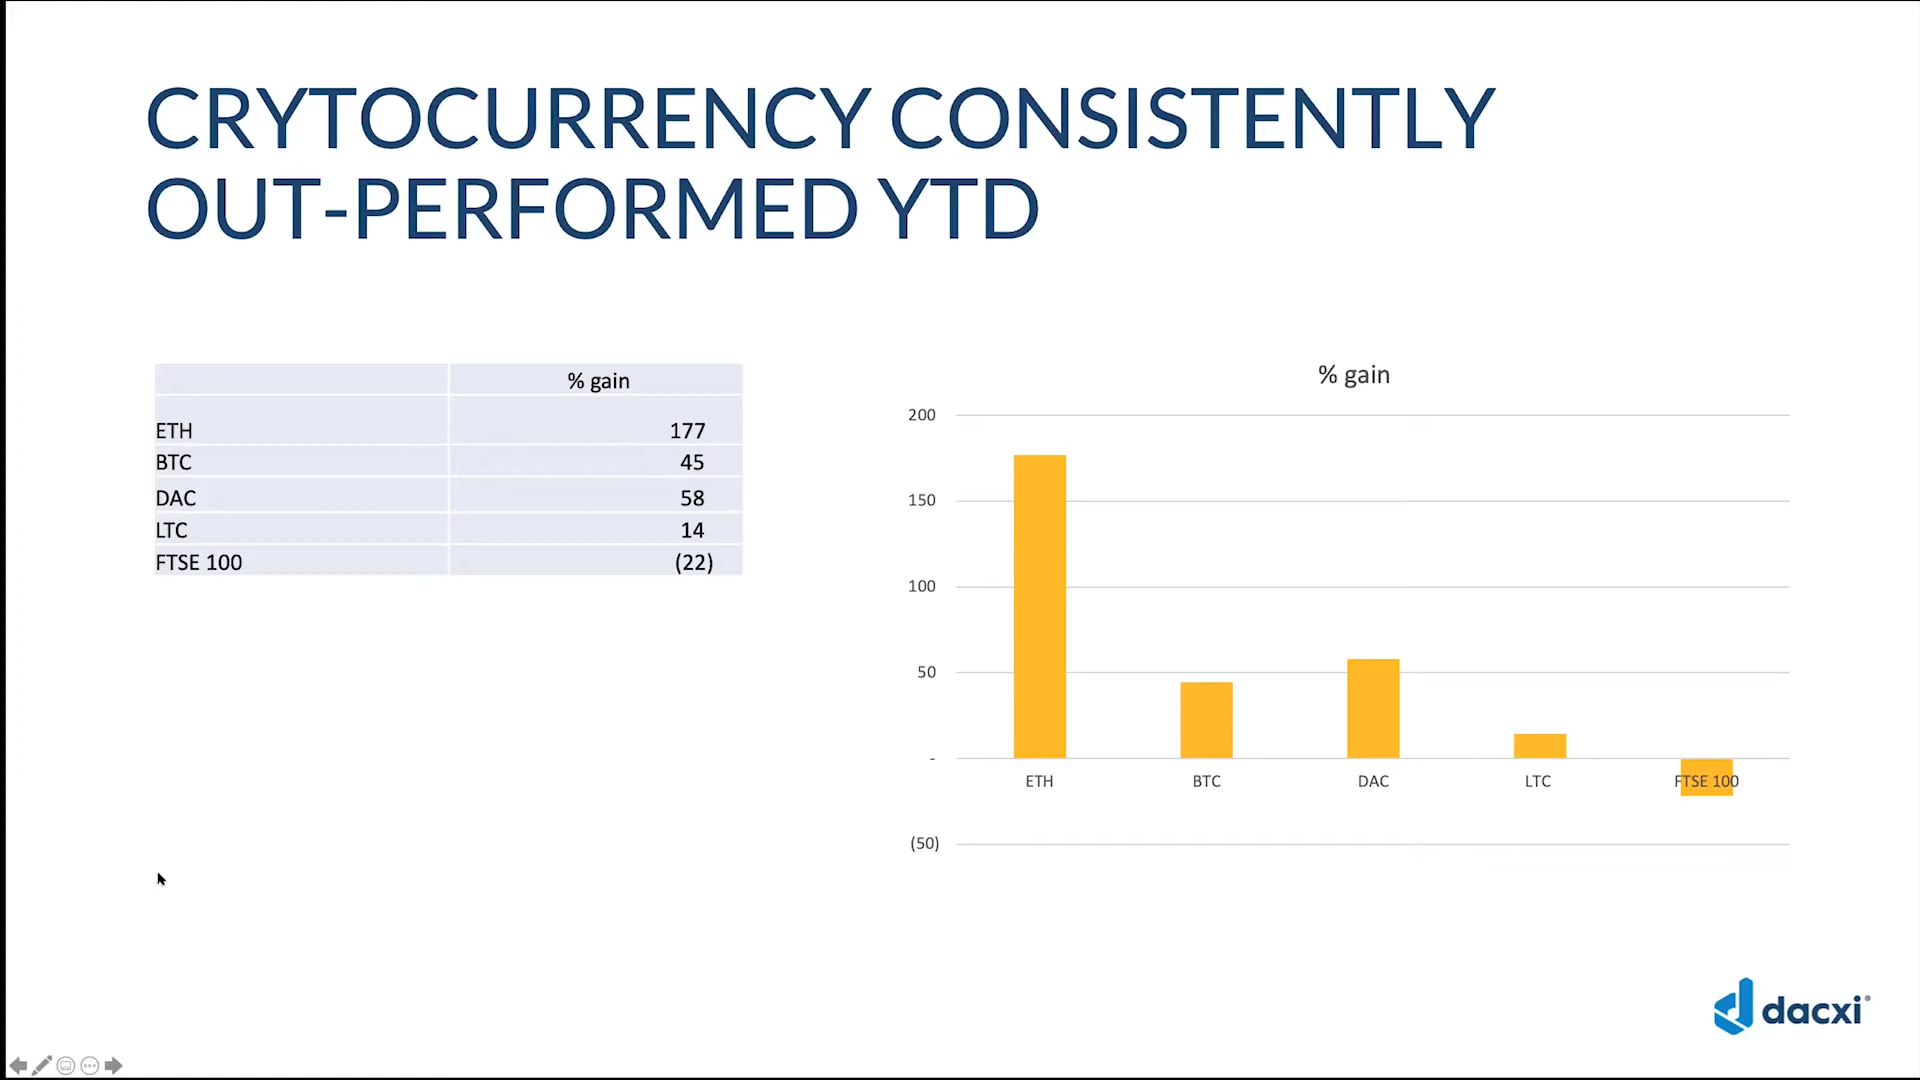 CRYTOCURRENCY CONSISTENTLY
OUT-PERFORMED YTD
% gain
ETH 177
BTC 45
DAC 58
LTC 14
FTSE 100 (22)
% gain
200
150
100
50
-
ETH BTC DAC LTC FTSE 100
(50)
dacxi®